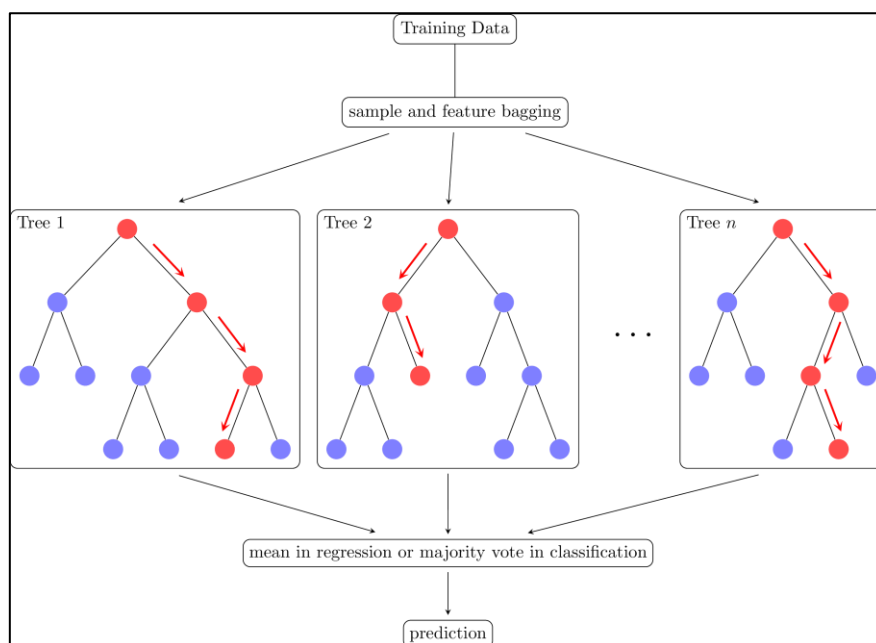 Training Data
sample and feature bagging
Tree 1
Tree 2
Tree n
. . .
mean in regression or majority vote in classification
prediction